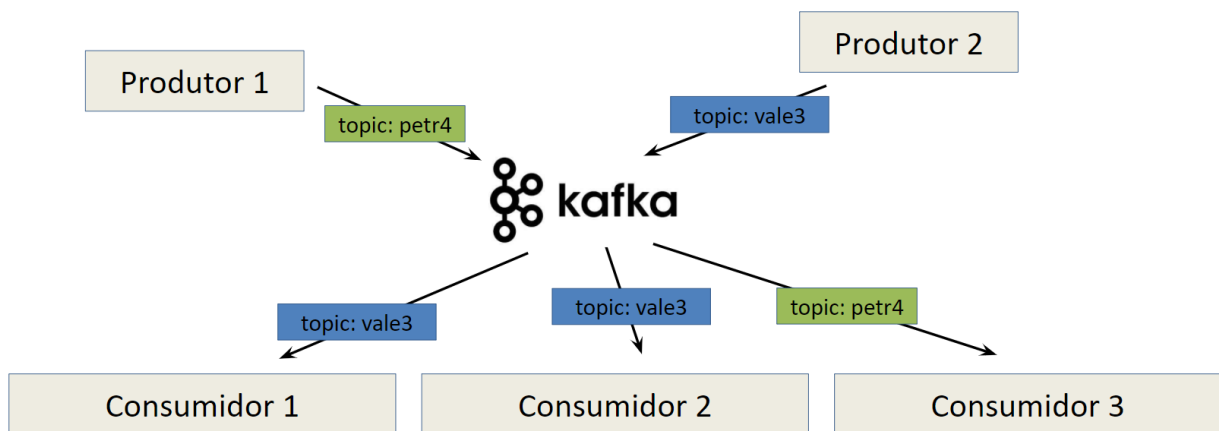 Produtor 2
Produtor 1
topic: vale3
topic: petr4
kafka
topic: vale3
topic: vale3
topic: petr4
Consumidor 1
Consumidor 2
Consumidor 3